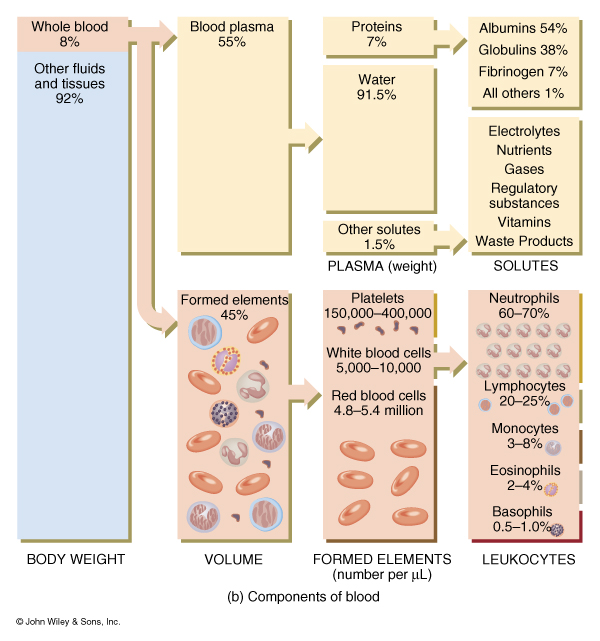 Whole blood
8%
Other fluids
and tissues
92%
BODY WEIGHT
Blood plasma
55%
Formed elements
45%
VOLUME
Proteins
7%
Water
91.5%
Other solutes
1.5%
PLASMA (weight)
Albumins 54%
Globulins 38%
Fibrinogen 7%
All others 1%
Electrolytes
Nutrients
Gases
Regulatory
substances
Vitamins
Waste Products
SOLUTES
Platelets
150,000–400,000
White blood cells
5,000–10,000
Red blood cells
4.8–5.4 million
FORMED ELEMENTS
(number per µL)
Neutrophils
60–70%
Lymphocytes
20–25%
Monocytes
3–8%
Eosinophils
2–4%
Basophils
0.5–1.0%
LEUKOCYTES
(b) Components of blood
© John Wiley & Sons, Inc.